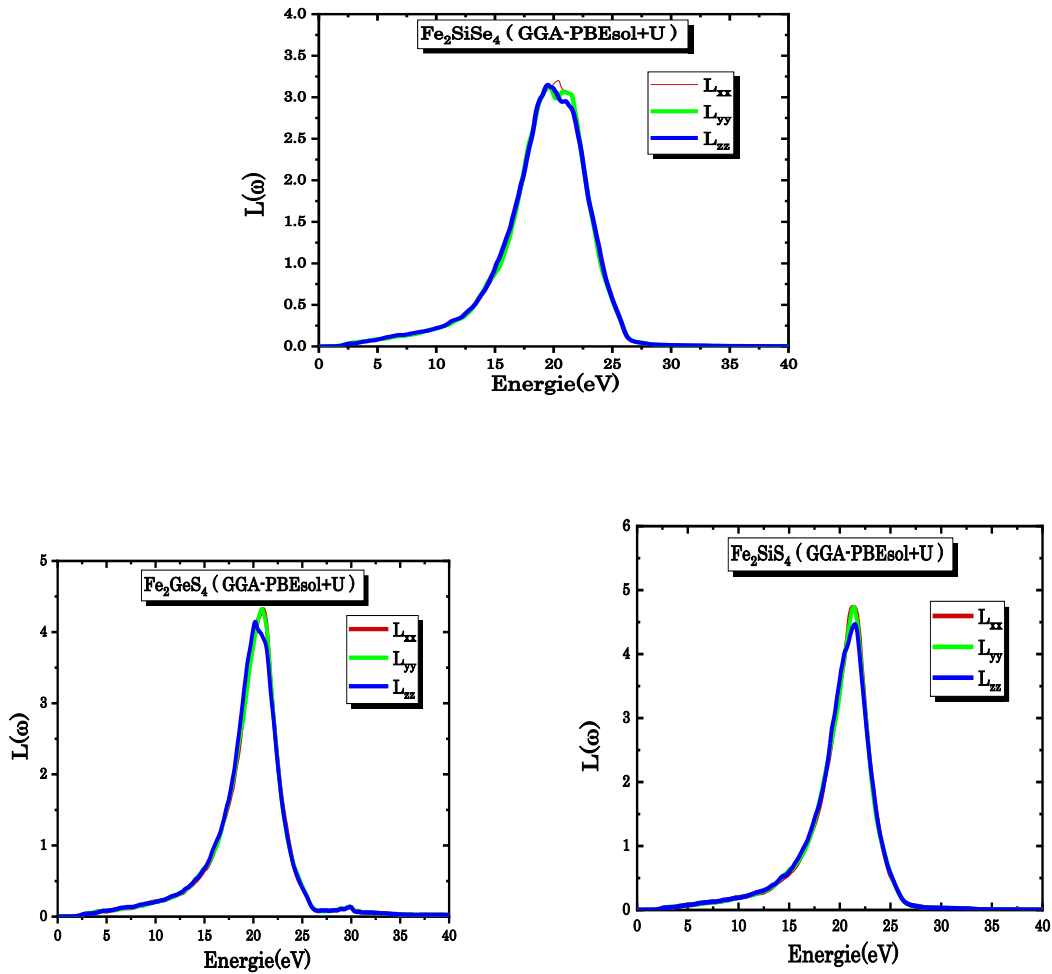 Fe₂SiSe₄ ( GGA-PBEsol+U )
L(ω)
4.0
3.5
3.0
2.5
2.0
1.5
1.0
0.5
0.0
Lxx
Lyy
Lzz
0 5 10 15 20 25 30 35 40
Energie(eV)
Fe₂GeS₄ ( GGA-PBEsol+U )
L(ω)
5
4
3
2
1
0
Lxx
Lyy
Lzz
0 5 10 15 20 25 30 35 40
Energie(eV)
Fe₂SiS₄ ( GGA-PBEsol+U )
L(ω)
6
5
4
3
2
1
0
Lxx
Lyy
Lzz
0 5 10 15 20 25 30 35 40
Energie(eV)